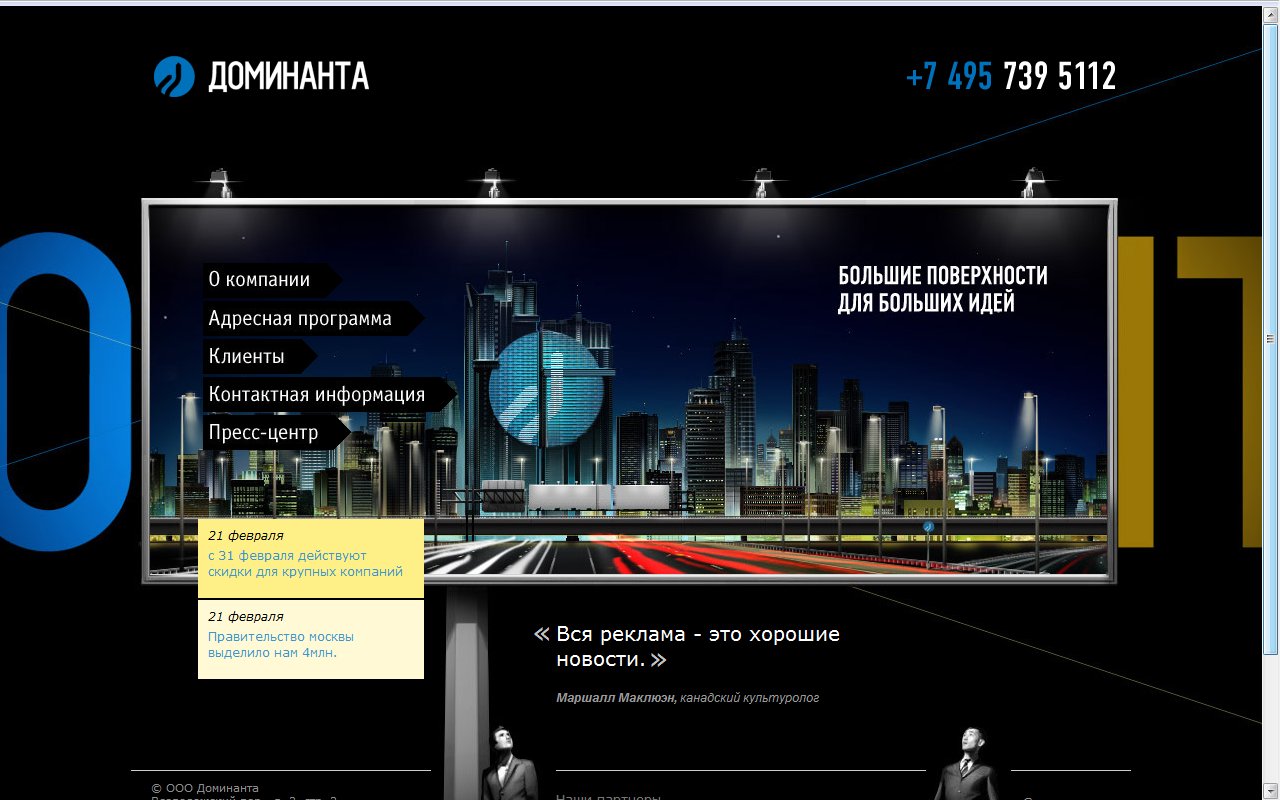 ДОМИНАНТА
+7 495 739 5112
О компании
Адресная программа
Клиенты
Контактная информация
Пресс-центр
БОЛЬШИЕ ПОВЕРХНОСТИ
ДЛЯ БОЛЬШИХ ИДЕЙ
21 февраля
с 31 февраля действуют
скидки для крупных компаний
21 февраля
Правительство москвы
выделило нам 4млн.
« Вся реклама - это хорошие
новости. »
Маршалл Маклюэн, канадский культуролог
© ООО Доминанта
Наши партнеры